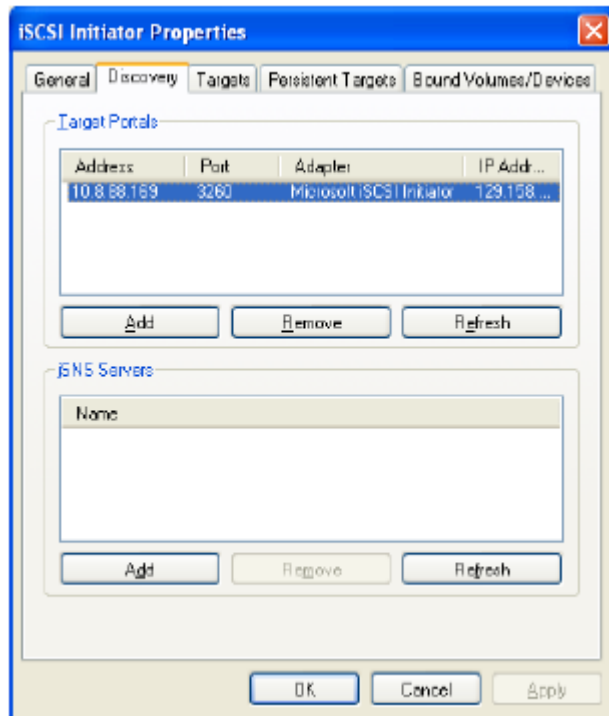 iSCSI Initiator Properties
General Discovery Targets Persistent Targets Bound Volumes/Devices
Target Portals
Address Port Adapter IP Addr...
10.8.88.169 3260 Microsoft iSCSI Initiator 129.158....
Add Remove Refresh
iSNS Servers
Name
Add Remove Refresh
OK Cancel Apply